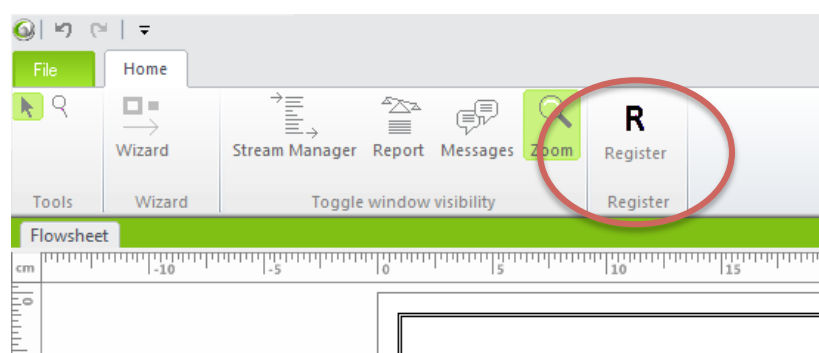 File Home
R
Wizard Stream Manager Report Messages Zoom Register
Tools Wizard Toggle window visibility Register
Flowsheet
cm -10 -5 0 5 10 15
0